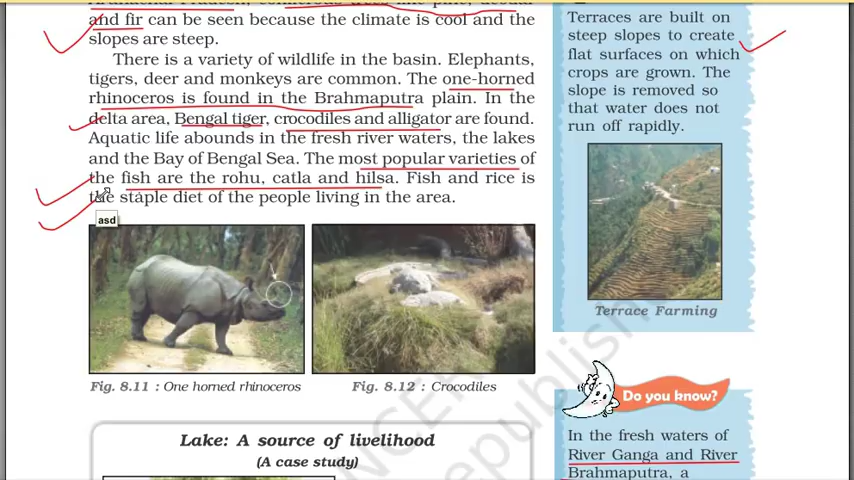 Arunachal Pradesh, coniferous trees like pine, deodar
and fir can be seen because the climate is cool and the
slopes are steep.
There is a variety of wildlife in the basin. Elephants,
tigers, deer and monkeys are common. The one-horned
rhinoceros is found in the Brahmaputra plain. In the
delta area, Bengal tiger, crocodiles and alligator are found.
Aquatic life abounds in the fresh river waters, the lakes
and the Bay of Bengal Sea. The most popular varieties of
the fish are the rohu, catla and hilsa. Fish and rice is
the staple diet of the people living in the area.
asd
Fig. 8.11 : One horned rhinoceros
Fig. 8.12 : Crocodiles
Lake: A source of livelihood
(A case study)
Terraces are built on
steep slopes to create
flat surfaces on which
crops are grown. The
slope is removed so
that water does not
run off rapidly.
Terrace Farming
Do you know?
In the fresh waters of
River Ganga and River
Brahmaputra, a